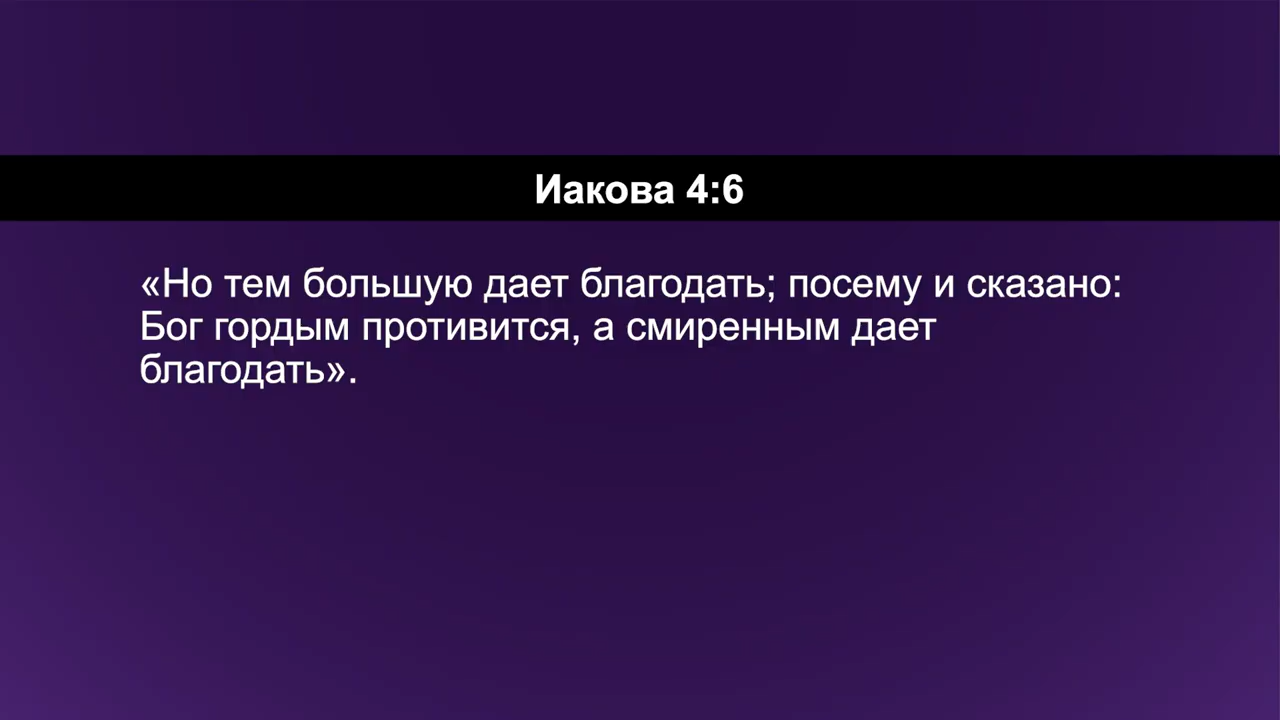 Иакова 4:6
«Но тем большую дает благодать; посему и сказано:
Бог гордым противится, а смиренным дает
благодать».